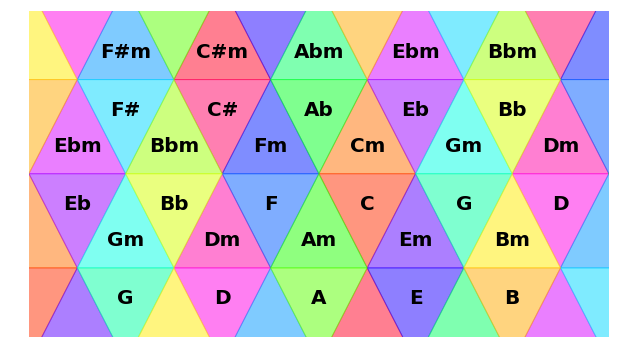 F#m C#m Abm Ebm Bbm
F# C# Ab Eb Bb
Ebm Bbm Fm Cm Gm Dm
Eb Bb F C G D
Gm Dm Am Em Bm
G D A E B